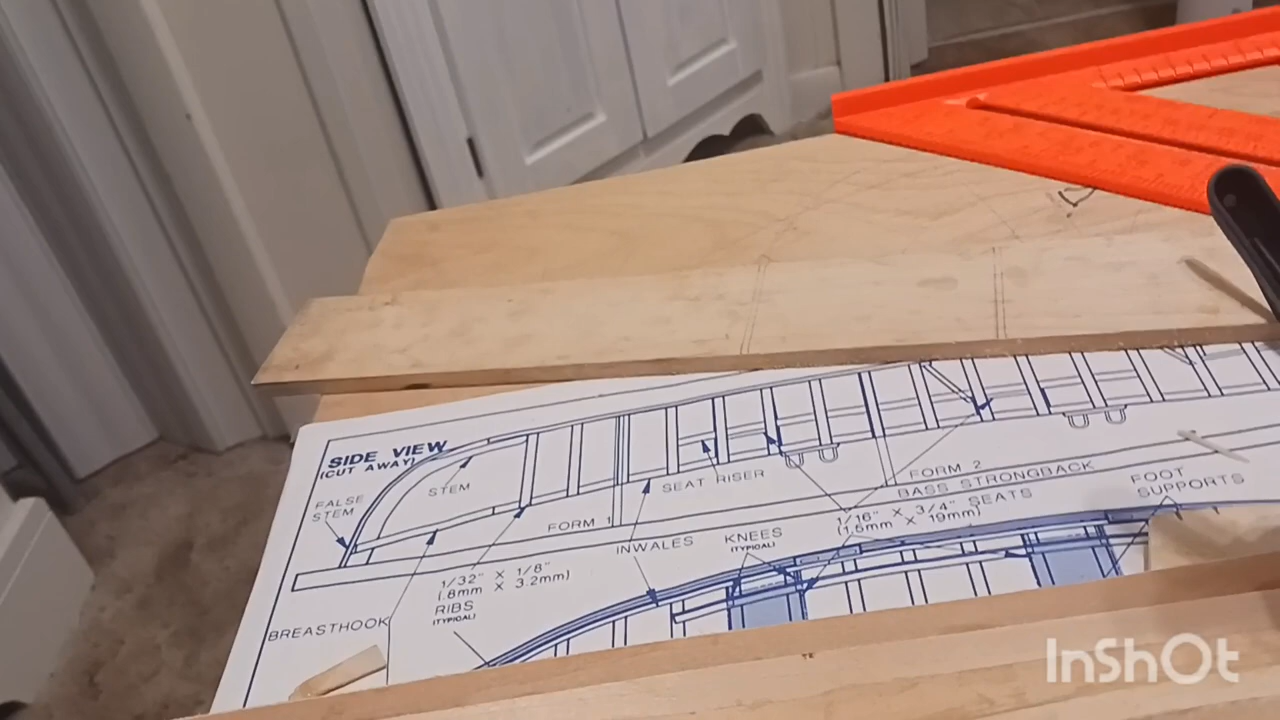 SIDE VIEW
(CUT AWAY)
FALSE
STEM
STEM
SEAT RISER
FORM 1
FORM 2
BASS STRONGBACK
FOOT
SUPPORTS
1/16" X 3/4" SEATS
(1,5mm X 19mm)
INWALES
KNEES
(TYPICAL)
1/32" X 1/8"
(.8mm X 3.2mm)
RIBS
(TYPICAL)
BREASTHOOK
InShOt